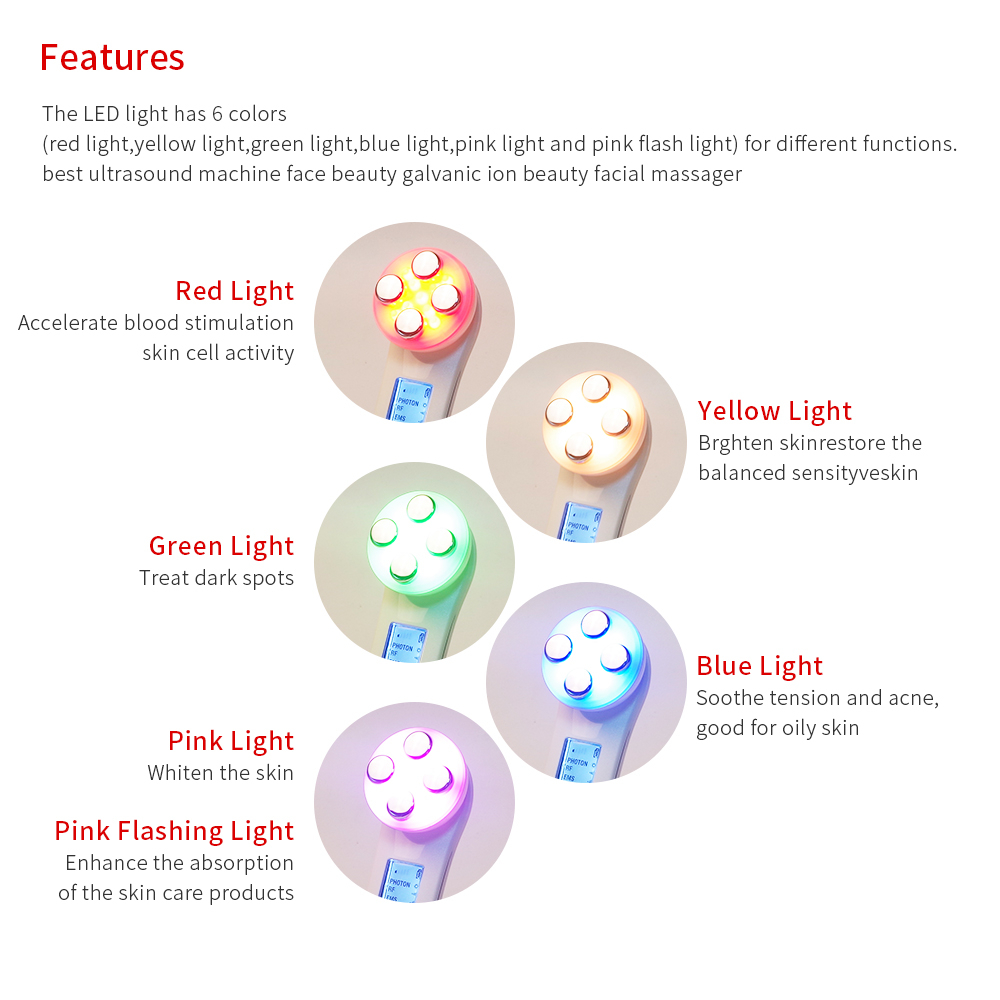 Features
The LED light has 6 colors
(red light,yellow light,green light,blue light,pink light and pink flash light) for different functions.
best ultrasound machine face beauty galvanic ion beauty facial massager
Red Light
Accelerate blood stimulation
skin cell activity
PHOTON
RF
EMS
Yellow Light
Brghten skinrestore the
balanced sensityveskin
PHOTON
RF
EMS
Green Light
Treat dark spots
PHOTON
RF
Blue Light
Soothe tension and acne,
good for oily skin
PHOTON
RF
EMS
Pink Light
Whiten the skin
Pink Flashing Light
Enhance the absorption
of the skin care products
PHOTON
RF
EMS